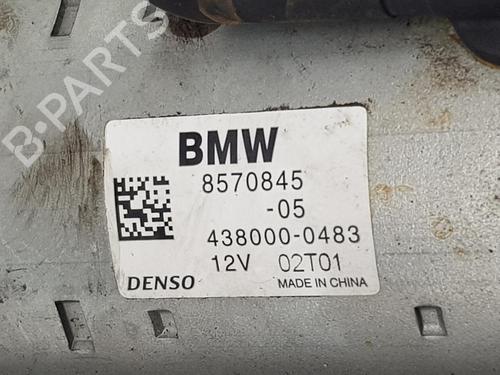 B-PARTS
BMW
8570845
-05
438000-0483
12V 02T01
DENSO MADE IN CHINA